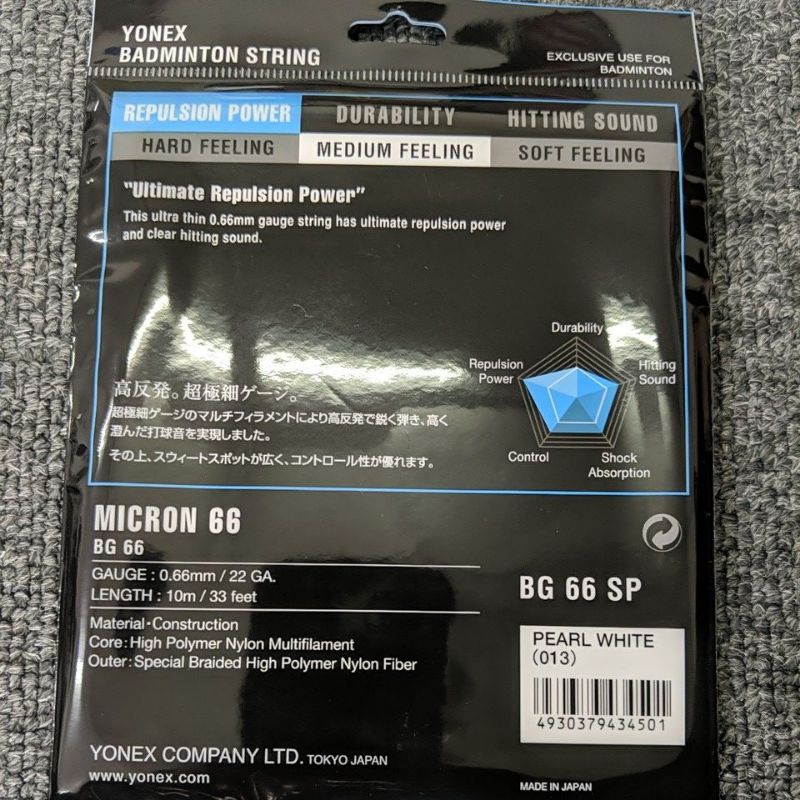 YONEX
BADMINTON STRING
EXCLUSIVE USE FOR
BADMINTON
REPULSION POWER
DURABILITY
HITTING SOUND
HARD FEELING
MEDIUM FEELING
SOFT FEELING
"Ultimate Repulsion Power"
This ultra thin 0.66mm gauge string has ultimate repulsion power
and clear hitting sound.
Durability
Repulsion
Power
Hitting
Sound
Control
Shock
Absorption
高反発。超極細ゲージ。
超極細ゲージのマルチフィラメントにより高反発で鋭く弾き、高く
澄んだ打球音を実現しました。
その上、スウィートスポットが広く、コントロール性が優れます。
MICRON 66
BG 66
GAUGE : 0.66mm / 22 GA.
LENGTH : 10m / 33 feet
Material・Construction
Core:High Polymer Nylon Multifilament
Outer:Special Braided High Polymer Nylon Fiber
BG 66 SP
PEARL WHITE
(013)
4930379434501
YONEX COMPANY LTD. TOKYO JAPAN
www.yonex.com
MADE IN JAPAN